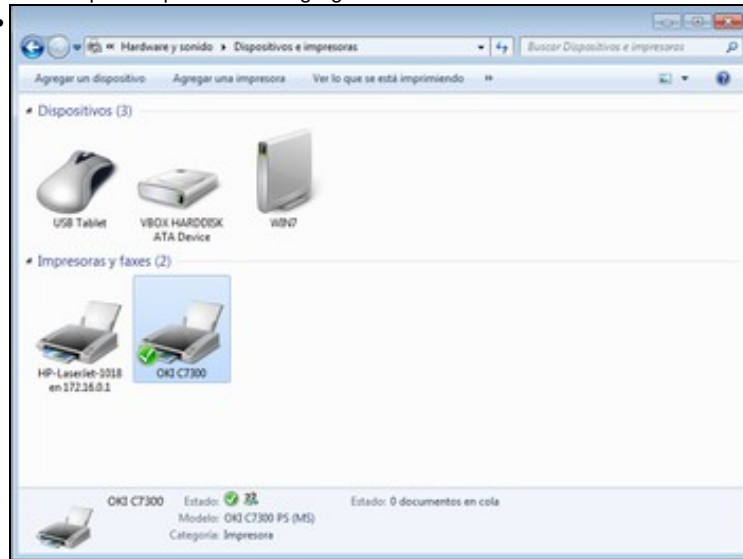 Hardware y sonido ▸ Dispositivos e impresoras
Buscar Dispositivos e impresoras
Agregar un dispositivo Agregar una impresora Ver lo que se está imprimiendo »
Dispositivos (3)
USB Tablet
VBOX HARDDISK
ATA Device
WIN7
Impresoras y faxes (2)
HP-LaserJet-1018
en 172.16.0.1
OKI C7300
OKI C7300
Estado:
Modelo: OKI C7300 PS (MS)
Categoría: Impresora
Estado: 0 documentos en cola